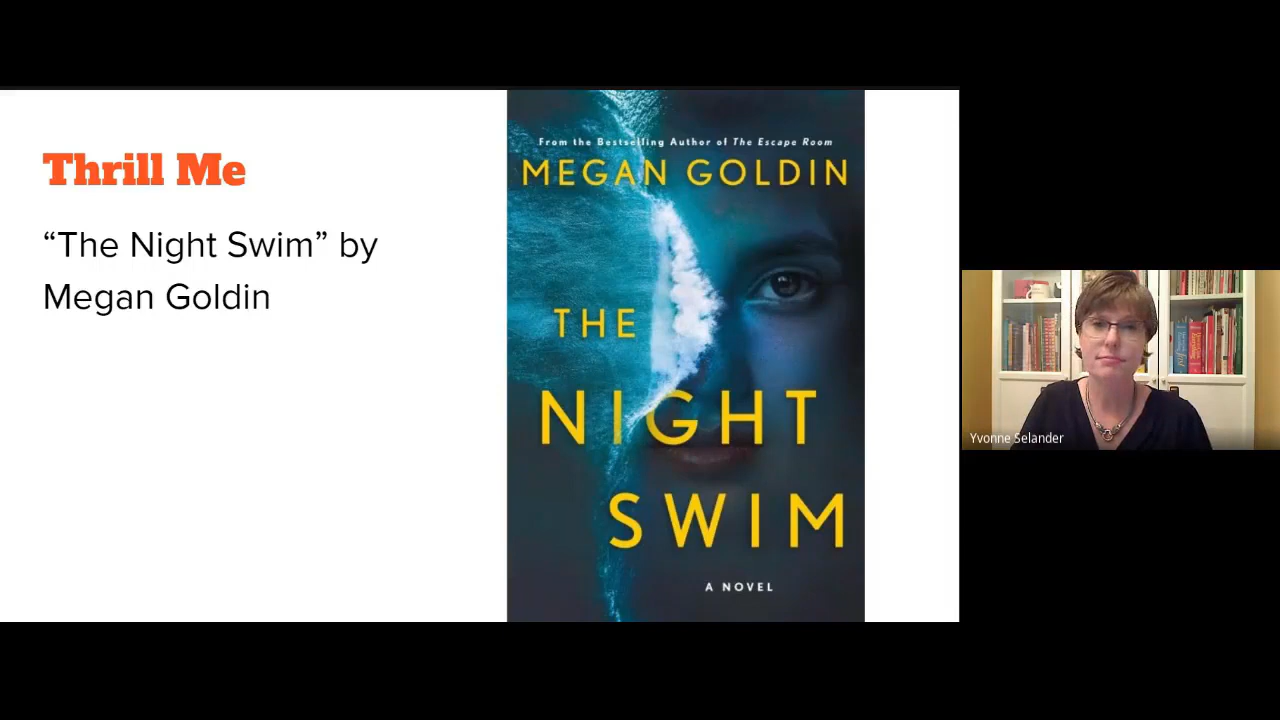 Thrill Me
“The Night Swim” by
Megan Goldin
From the Bestselling Author of The Escape Room
MEGAN GOLDIN
THE
NIGHT
SWIM
A NOVEL
Yvonne Selander